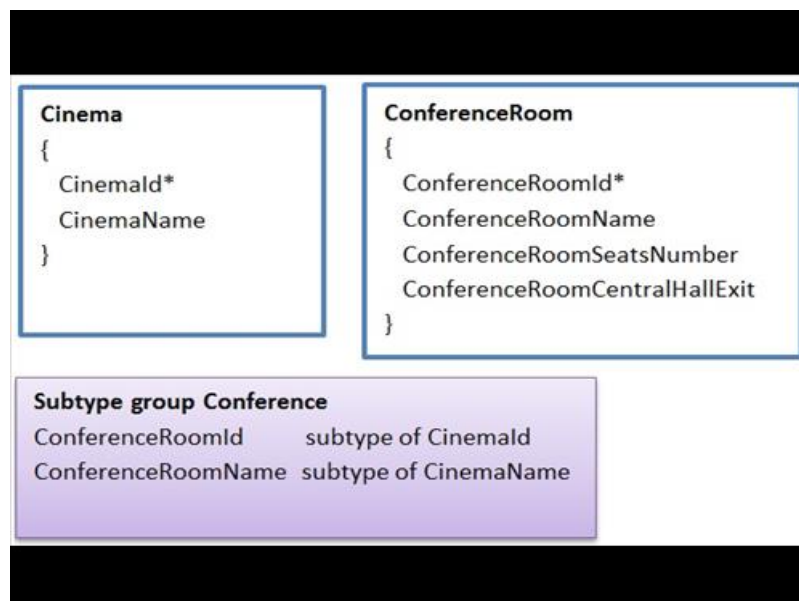 Cinema
{
CinemaId*
CinemaName
}
ConferenceRoom
{
ConferenceRoomId*
ConferenceRoomName
ConferenceRoomSeatsNumber
ConferenceRoomCentralHallExit
}
Subtype group Conference
ConferenceRoomId subtype of CinemaId
ConferenceRoomName subtype of CinemaName